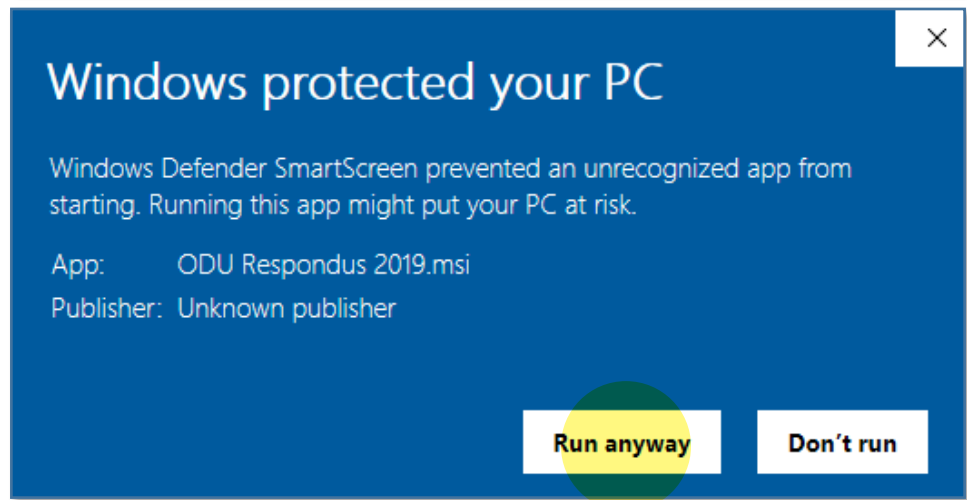 Windows protected your PC
Windows Defender SmartScreen prevented an unrecognized app from
starting. Running this app might put your PC at risk.
App: ODU Respondus 2019.msi
Publisher: Unknown publisher
Run anyway Don't run